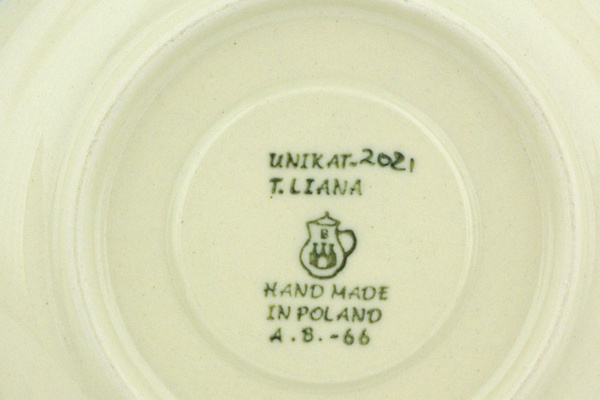 UNIKAT-2021
T. LIANA
B
HAND MADE
IN POLAND
A.B.-66